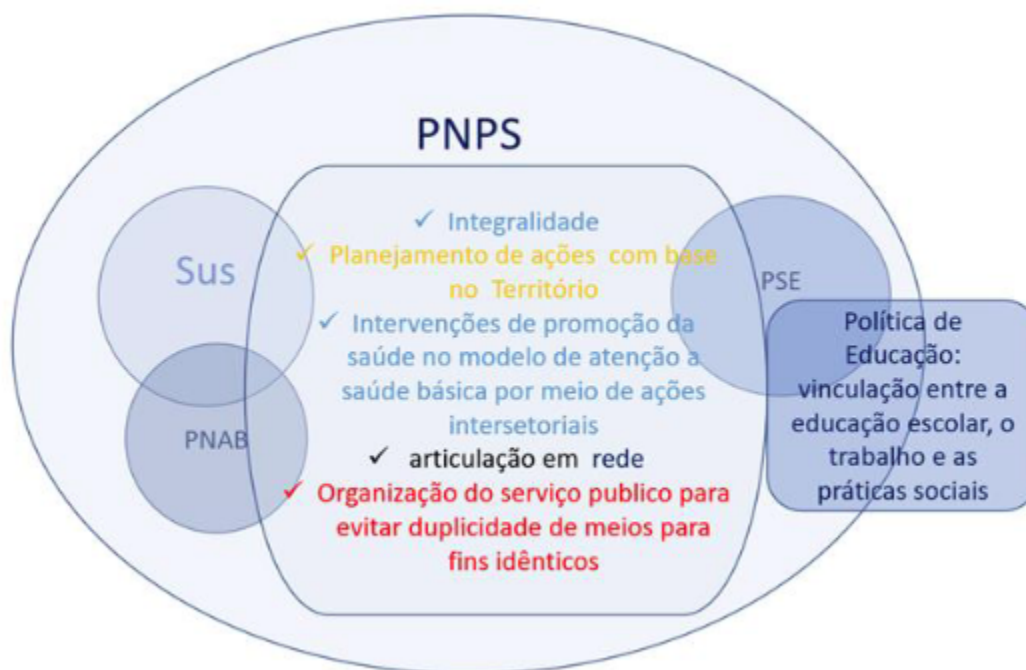 PNPS
Sus
PNAB
✓ Integralidade
✓ Planejamento de ações com base
no Território
✓ Intervenções de promoção da
saúde no modelo de atenção a
saúde básica por meio de ações
intersetoriais
✓ articulação em rede
✓ Organização do serviço publico para
evitar duplicidade de meios para
fins idênticos
PSE
Política de
Educação:
vinculação entre a
educação escolar, o
trabalho e as
práticas sociais